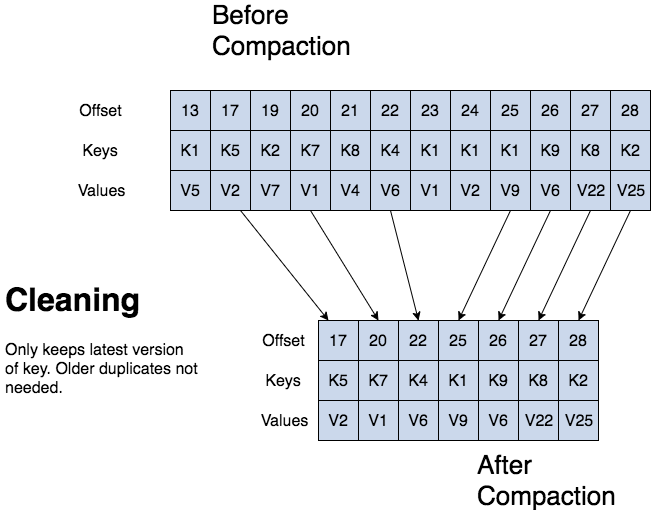 Before
Compaction
Offset 13 17 19 20 21 22 23 24 25 26 27 28
Keys K1 K5 K2 K7 K8 K4 K1 K1 K1 K9 K8 K2
Values V5 V2 V7 V1 V4 V6 V1 V2 V9 V6 V22 V25
Cleaning
Only keeps latest version
of key. Older duplicates not
needed.
Offset 17 20 22 25 26 27 28
Keys K5 K7 K4 K1 K9 K8 K2
Values V2 V1 V6 V9 V6 V22 V25
After
Compaction